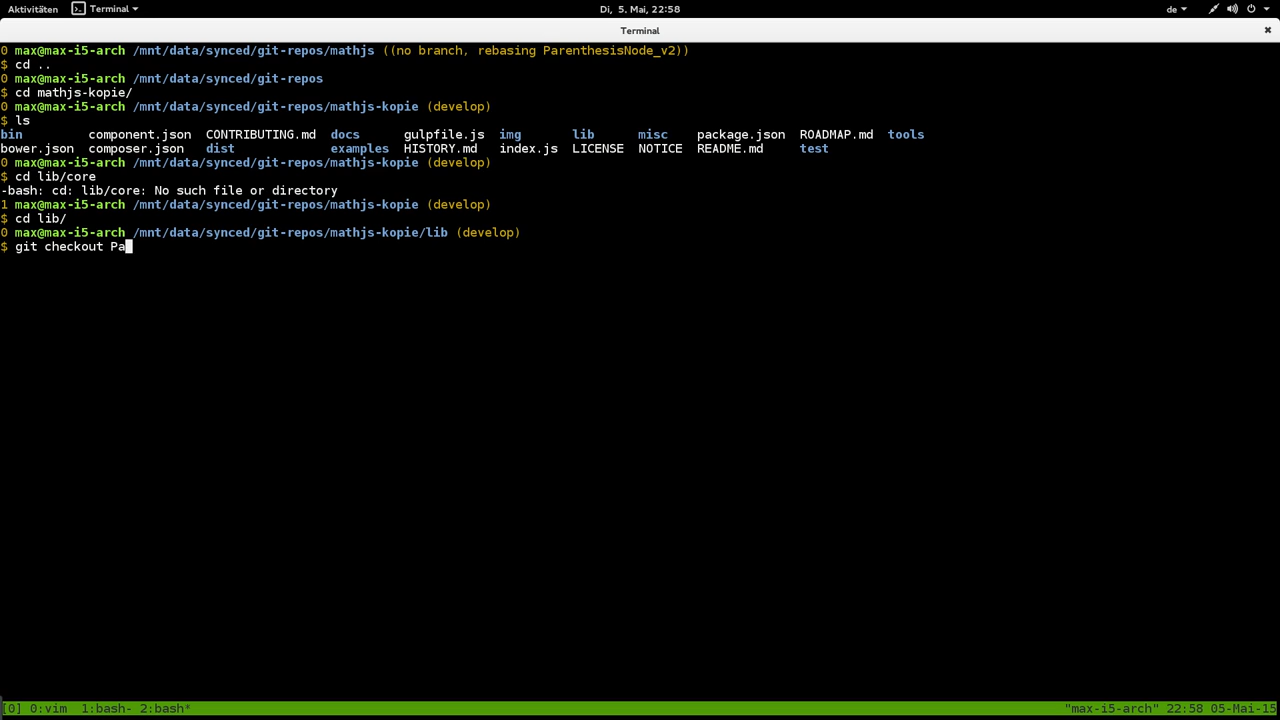 Aktivitäten Terminal Di, 5. Mai, 22:58 de
Terminal
0 max@max-i5-arch /mnt/data/synced/git-repos/mathjs ((no branch, rebasing ParenthesisNode_v2))
$ cd ..
0 max@max-i5-arch /mnt/data/synced/git-repos
$ cd mathjs-kopie/
0 max@max-i5-arch /mnt/data/synced/git-repos/mathjs-kopie (develop)
$ ls
bin component.json CONTRIBUTING.md docs gulpfile.js img lib misc package.json ROADMAP.md tools
bower.json composer.json dist examples HISTORY.md index.js LICENSE NOTICE README.md test
0 max@max-i5-arch /mnt/data/synced/git-repos/mathjs-kopie (develop)
$ cd lib/core
-bash: cd: lib/core: No such file or directory
1 max@max-i5-arch /mnt/data/synced/git-repos/mathjs-kopie (develop)
$ cd lib/
0 max@max-i5-arch /mnt/data/synced/git-repos/mathjs-kopie/lib (develop)
$ git checkout Pa
[0] 0:vim 1:bash- 2:bash* "max-i5-arch" 22:58 05-Mai-15